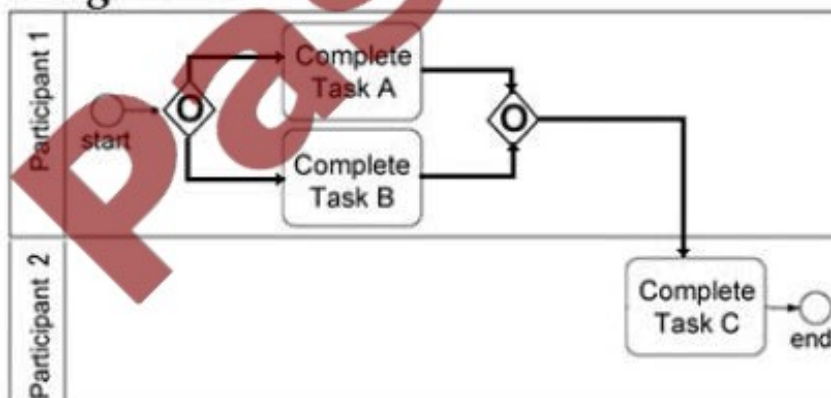 Participant 1
start
Complete
Task A
Complete
Task B
Participant 2
Complete
Task C
end